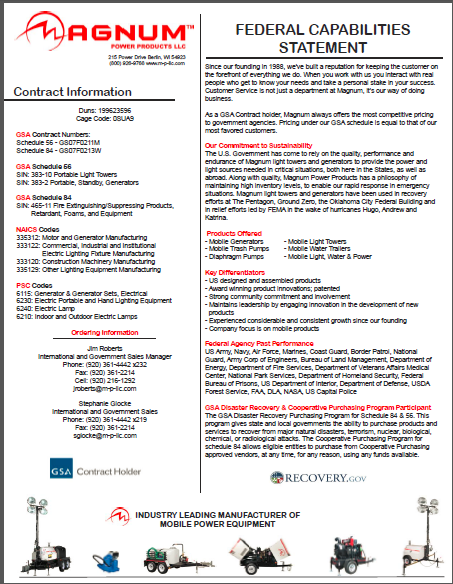 MAGNUM™
POWER PRODUCTS LLC
215 Power Drive Berlin, WI 54923
(800) 926-9768 www.m-p-llc.com
Contract Information
Duns: 199623596
Cage Code: 0SUA9
GSA Contract Numbers:
Schedule 56 - GS07F0211M
Schedule 84 - GS07F0213W
GSA Schedule 56
SIN: 383-10 Portable Light Towers
SIN: 383-2 Portable, Standby, Generators
GSA Schedule 84
SIN: 465-11 Fire Extinguishing/Suppressing Products,
Retardant, Foams, and Equipment
NAICS Codes
335312: Motor and Generator Manufacturing
333122: Commercial, Industrial and Institutional
Electric Lighting Fixture Manufacturing
333120: Construction Machinery Manufacturing
335129: Other Lighting Equipment Manufacturing
PSC Codes
6115: Generator & Generator Sets, Electrical
6230: Electric Portable and Hand Lighting Equipment
6240: Electric Lamp
6210: Indoor and Outdoor Electric Lamps
Ordering Information
Jim Roberts
International and Government Sales Manager
Phone: (920) 361-4442 x232
Fax: (920) 361-2214
Cell: (920) 216-1292
jroberts@m-p-llc.com
Stephanie Glocke
International and Government Sales
Phone: (920) 361-4442 x219
Fax: (920) 361-2214
sglocke@m-p-llc.com
GSA Contract Holder
FEDERAL CAPABILITIES
STATEMENT
Since our founding in 1988, we've built a reputation for keeping the customer on
the forefront of everything we do. When you work with us you interact with real
people who get to know your needs and take a personal stake in your success.
Customer Service is not just a department at Magnum, it's our way of doing
business.
As a GSA Contract holder, Magnum always offers the most competitive pricing
to government agencies. Pricing under our GSA schedule is equal to that of our
most favored customers.
Our Commitment to Sustainability
The U.S. Government has come to rely on the quality, performance and
endurance of Magnum light towers and generators to provide the power and
light sources needed in critical situations, both here in the States, as well as
abroad. Along with quality, Magnum Power Products has a philosophy of
maintaining high inventory levels, to enable our rapid response in emergency
situations. Magnum light towers and generators have been used in recovery
efforts at The Pentagon, Ground Zero, the Oklahoma City Federal Building and
in relief efforts led by FEMA in the wake of hurricanes Hugo, Andrew and
Katrina.
Products Offered
- Mobile Generators - Mobile Light Towers
- Mobile Trash Pumps - Mobile Water Trailers
- Diaphragm Pumps - Mobile Light, Water & Power
Key Differentiators
- US designed and assembled products
- Award winning product innovations; patented
- Strong community commitment and involvement
- Maintains leadership by engaging innovation in the development of new
products
- Experienced considerable and consistent growth since our founding
- Company focus is on mobile products
Federal Agency Past Performance
US Army, Navy, Air Force, Marines, Coast Guard, Border Patrol, National
Guard, Army Corp of Engineers, Bureau of Land Management, Department of
Energy, Department of Fire Services, Department of Veterans Affairs Medical
Center, National Park Services, Department of Homeland Security, Federal
Bureau of Prisons, US Department of Interior, Department of Defense, USDA
Forest Service, FAA, DLA, NASA, US Capital Police
GSA Disaster Recovery & Cooperative Purchasing Program Participant
The GSA Disaster Recovery Purchasing Program for Schedule 84 & 56. This
program gives state and local governments the ability to purchase products and
services to recover from major natural disasters, terrorism, nuclear, biological,
chemical, or radiological attacks. The Cooperative Purchasing Program for
schedule 84 allows eligible entities to purchase from Cooperative Purchasing
approved vendors, at any time, for any reason, using any funds available.
RECOVERY.GOV
INDUSTRY LEADING MANUFACTURER OF
MOBILE POWER EQUIPMENT